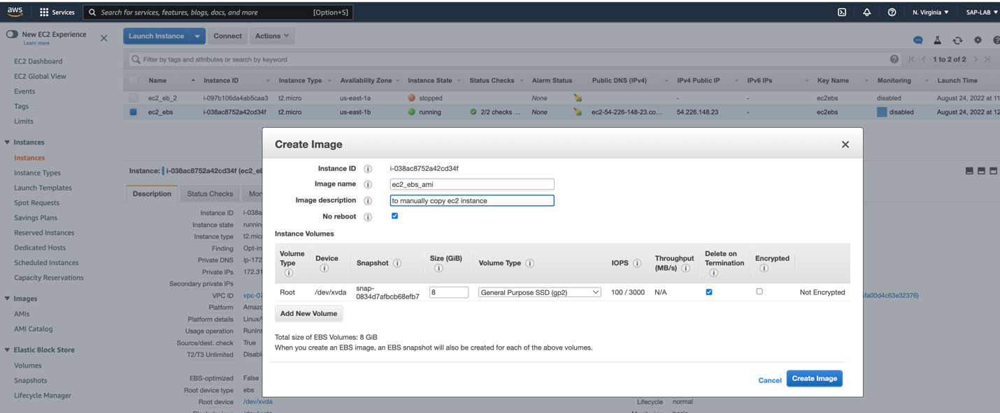 aws Services Search for services, features, blogs, docs, and more [Option+S] N. Virginia SAP-LAB
New EC2 Experience
Learn more
EC2 Dashboard
EC2 Global View
Events
Tags
Limits
Instances
Instances
Instance Types
Launch Templates
Spot Requests
Savings Plans
Reserved Instances
Dedicated Hosts
Scheduled Instances
Capacity Reservations
Images
AMIs
AMI Catalog
Elastic Block Store
Volumes
Snapshots
Lifecycle Manager
Launch Instance Connect Actions
Filter by tags and attributes or search by keyword 1 to 2 of 2
Name Instance ID Instance Type Availability Zone Instance State Status Checks Alarm Status Public DNS (IPv4) IPv4 Public IP IPv6 IPs Key Name Monitoring Launch Time
ec2_eb_2 i-097b106da4ab5caa3 t2.micro us-east-1a stopped None - - ec2ebs disabled August 24, 2022 at 11
ec2_ebs i-038ac8752a42cd34f t2.micro us-east-1b running 2/2 checks ... None ec2-54-226-148-23.co... 54.226.148.23 - ec2ebs disabled August 24, 2022 at 12
Instance: i-038ac8752a42cd34f (ec2_eb
Description Status Checks Mon
Instance ID i-038a
Instance state runnin
Instance type t2.mic
Finding Opt-in
Private DNS ip-172
Private IPs 172.31
Secondary private IPs
VPC ID vpc-07
Platform Amazo
Platform details Linux/
Usage operation RunIns
Source/dest. check True
T2/T3 Unlimited Disabl
EBS-optimized False
Root device type ebs
Root device /dev/xvda
Create Image
Instance ID i-038ac8752a42cd34f
Image name ec2_ebs_ami
Image description to manually copy ec2 instance
No reboot
Instance Volumes
Volume Type Device Snapshot Size (GiB) Volume Type IOPS Throughput (MB/s) Delete on Termination Encrypted
Root /dev/xvda snap-0834d7afbcb68efb7 8 General Purpose SSD (gp2) 100 / 3000 N/A Not Encrypted
Add New Volume
Total size of EBS Volumes: 8 GiB
When you create an EBS image, an EBS snapshot will also be created for each of the above volumes.
Cancel Create Image
fa00d4c63e32376)
Lifecycle normal